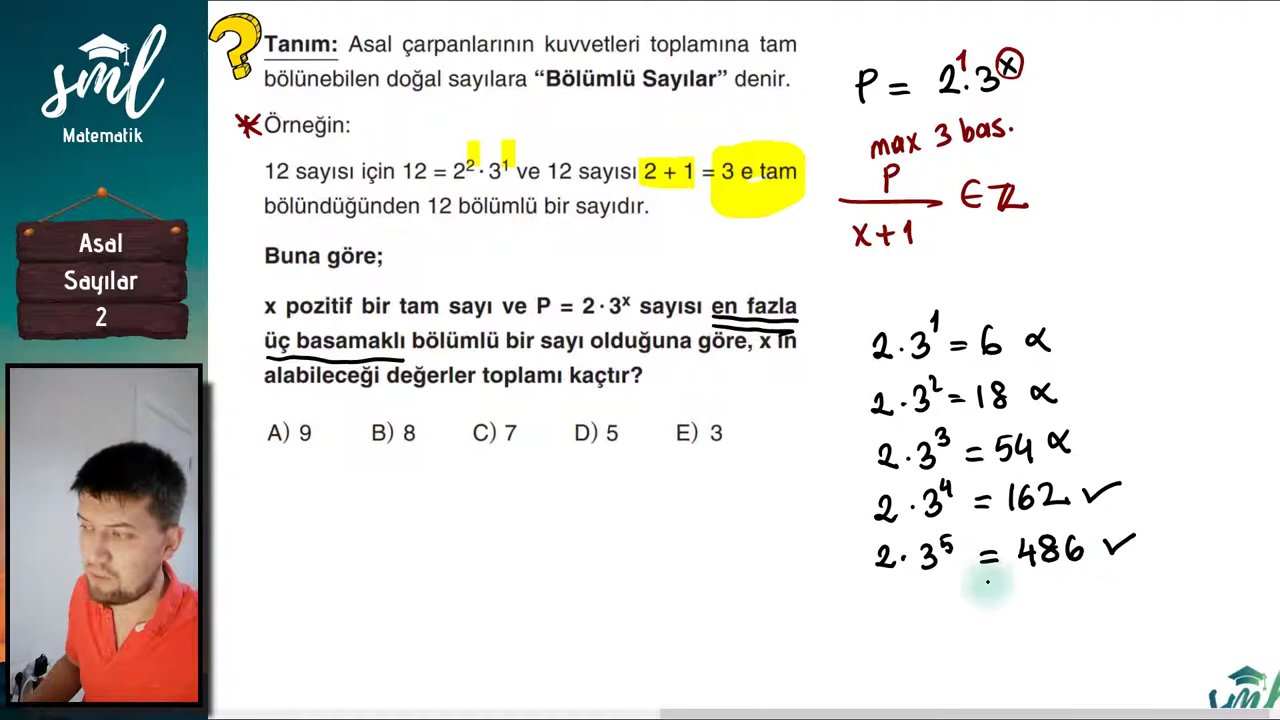 sml
Matematik
Asal
Sayılar
2
Tanım: Asal çarpanlarının kuvvetleri toplamına tam
bölünebilen doğal sayılara “Bölümlü Sayılar” denir.
Örneğin:
12 sayısı için 12 = 2² · 3¹ ve 12 sayısı 2 + 1 = 3 e tam
bölündüğünden 12 bölümlü bir sayıdır.
Buna göre;
x pozitif bir tam sayı ve P = 2 · 3ˣ sayısı en fazla
üç basamaklı bölümlü bir sayı olduğuna göre, x in
alabileceği değerler toplamı kaçtır?
A) 9 B) 8 C) 7 D) 5 E) 3
P = 2¹ · 3ˣ
max 3 bas.
P
x+1 ∈ ℤ
2 · 3¹ = 6 ∝
2 · 3² = 18 ∝
2 · 3³ = 54 ∝
2 · 3⁴ = 162 ✓
2 · 3⁵ = 486 ✓